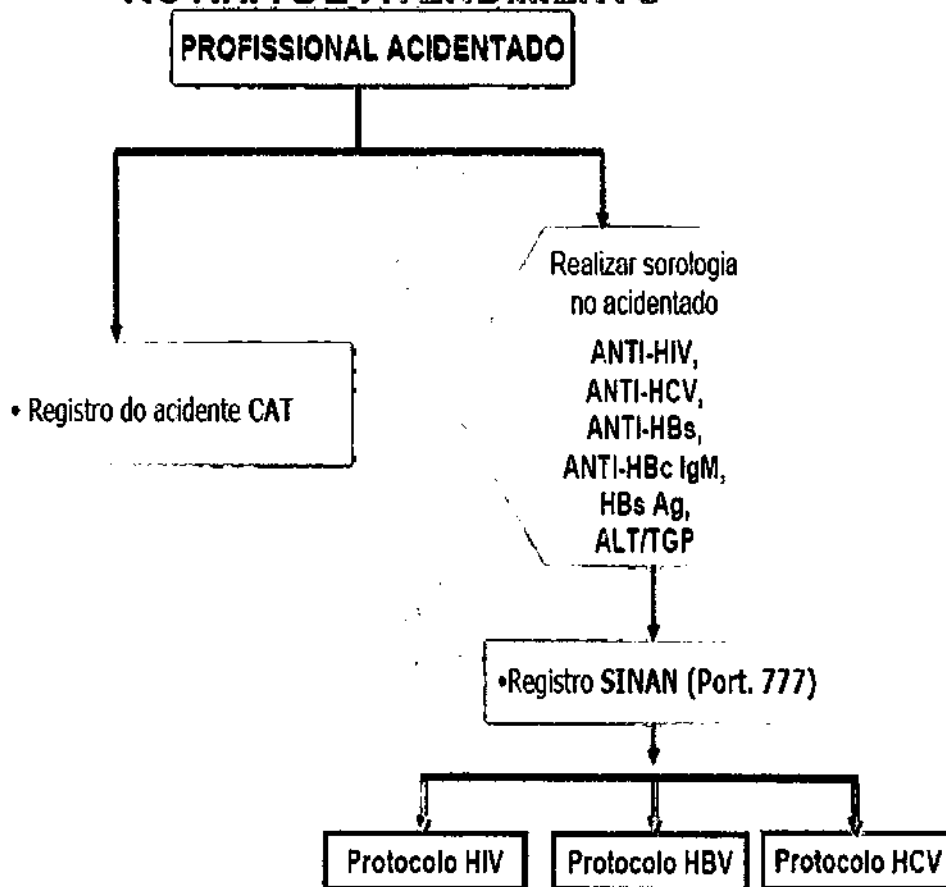 PROFISSIONAL ACIDENTADO
• Registro do acidente CAT
Realizar sorologia
no acidentado
ANTI-HIV,
ANTI-HCV,
ANTI-HBs,
ANTI-HBc IgM,
HBs Ag,
ALT/TGP
•Registro SINAN (Port. 777)
Protocolo HIV
Protocolo HBV
Protocolo HCV